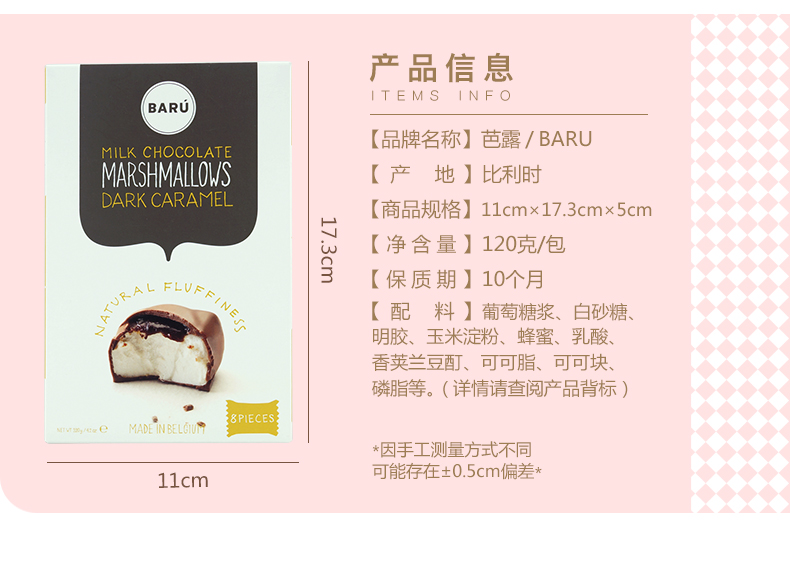 BARÚ
MILK CHOCOLATE
MARSHMALLOWS
DARK CARAMEL
NATURAL FLUFFINESS
8 PIECES
MADE IN BELGIUM
17.3cm
11cm
产品信息
ITEMS INFO
【品牌名称】芭露 / BARU
【产 地】比利时
【商品规格】11cm×17.3cm×5cm
【净含量】120克/包
【保质期】10个月
【配 料】葡萄糖浆、白砂糖、
明胶、玉米淀粉、蜂蜜、乳酸、
香荚兰豆酊、可可脂、可可块、
磷脂等。( 详情请查阅产品背标 )
*因手工测量方式不同
可能存在±0.5cm偏差*